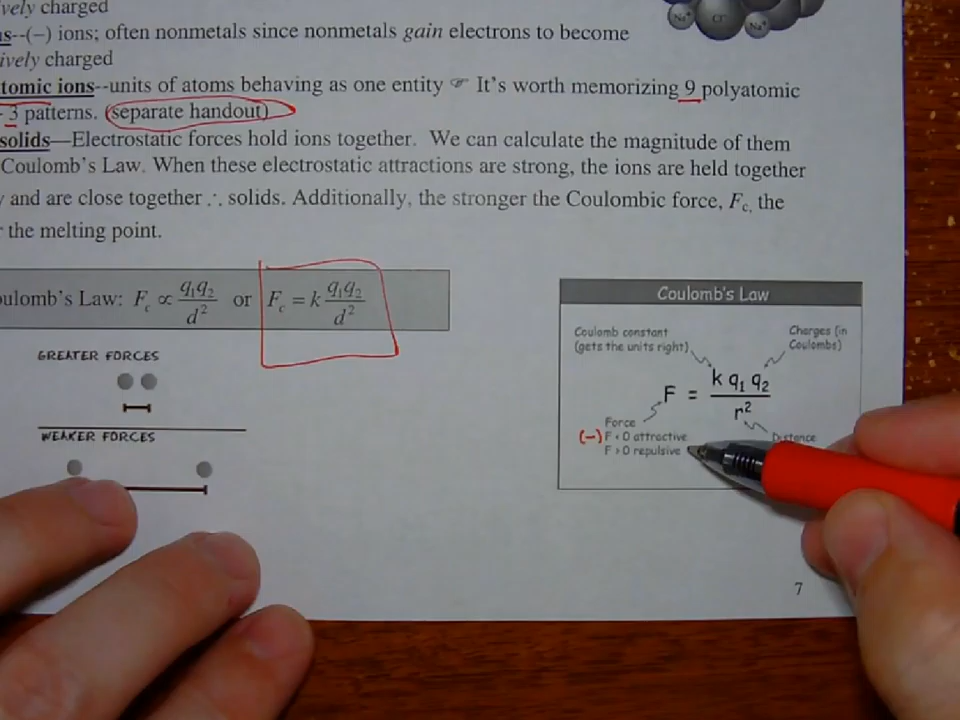 vely charged
s--(–) ions; often nonmetals since nonmetals gain electrons to become
ively charged
tomic ions--units of atoms behaving as one entity ☞ It's worth memorizing 9 polyatomic
3 patterns. (separate handout)
solids—Electrostatic forces hold ions together. We can calculate the magnitude of them
Coulomb's Law. When these electrostatic attractions are strong, the ions are held together
y and are close together ∴ solids. Additionally, the stronger the Coulombic force, Fc, the
r the melting point.
Na+ Cl- Na+
oulomb's Law: Fc ∝ q1q2/d² or Fc = k q1q2/d²
GREATER FORCES
WEAKER FORCES
Coulomb's Law
Coulomb constant
(gets the units right)
Charges (in
Coulombs)
F = k q1 q2/r²
Force
(–) F < 0 attractive
F > 0 repulsive
Distance
7